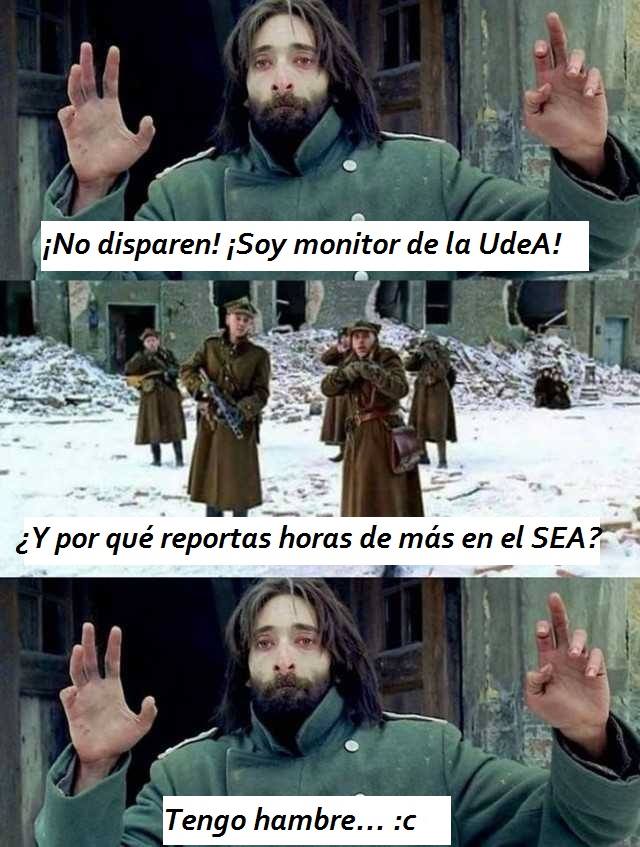 ¡No disparen! ¡Soy monitor de la UdeA!
¿Y por qué reportas horas de más en el SEA?
Tengo hambre... :c